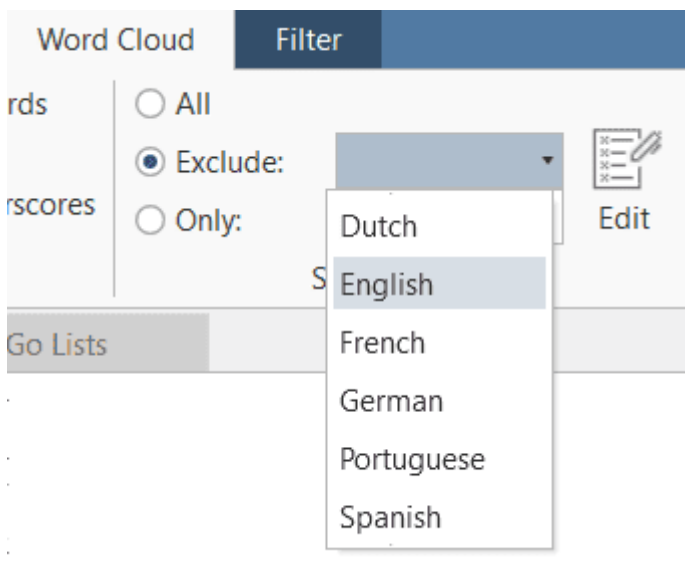 Word Cloud Filter
rds All
Exclude:
rscores Only: Edit
S
Go Lists
Dutch
English
French
German
Portuguese
Spanish